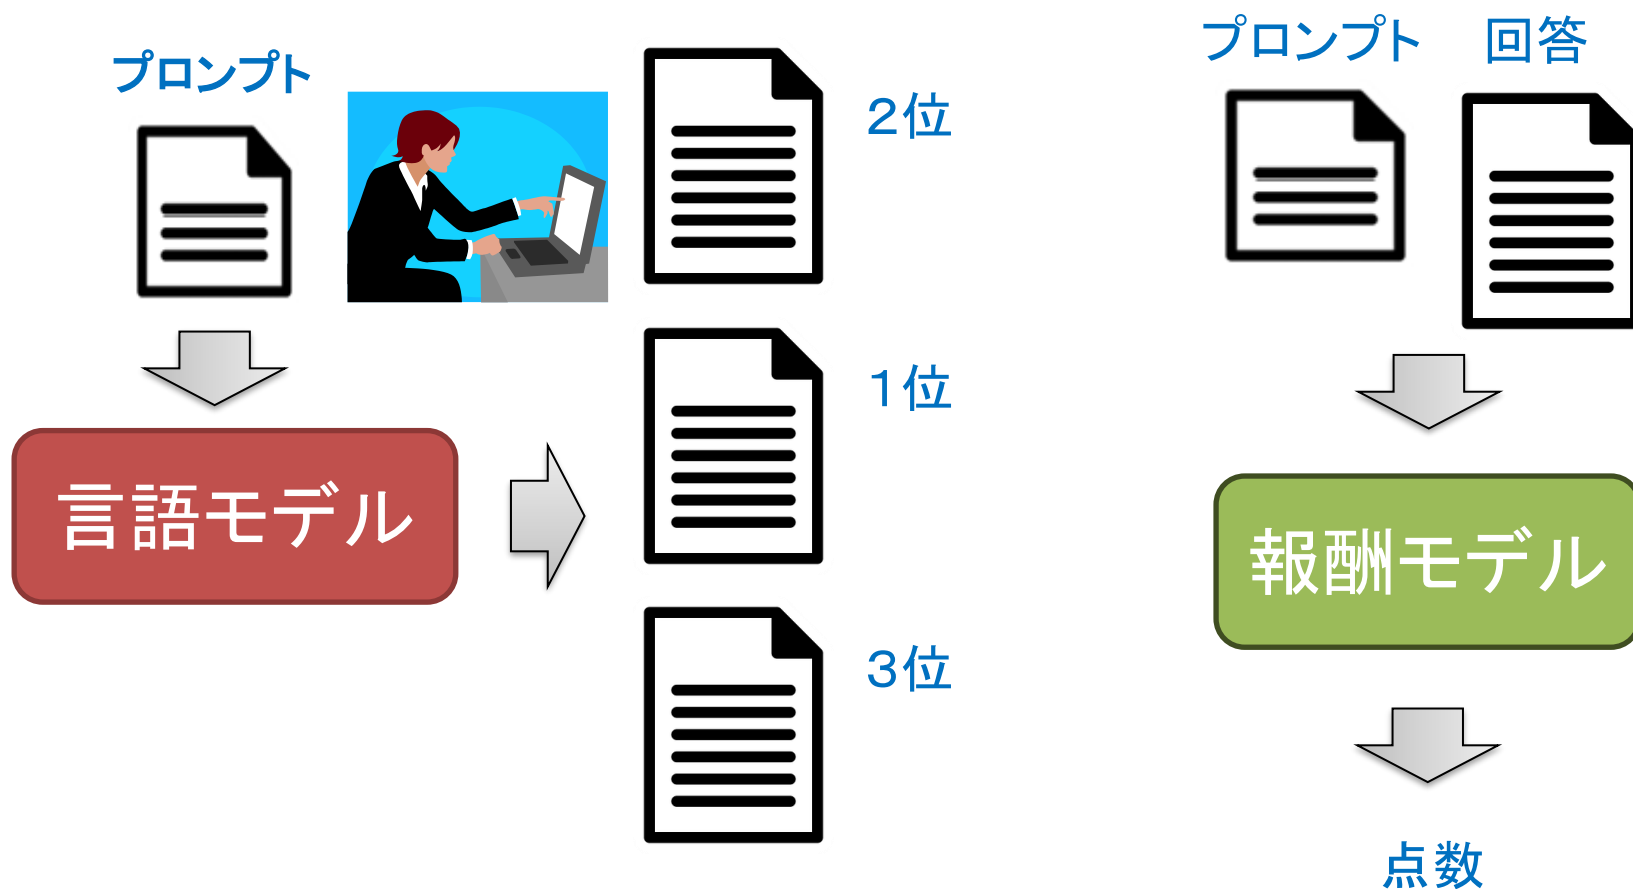 プロンプト
2位
言語モデル
1位
3位
プロンプト
回答
報酬モデル
点数